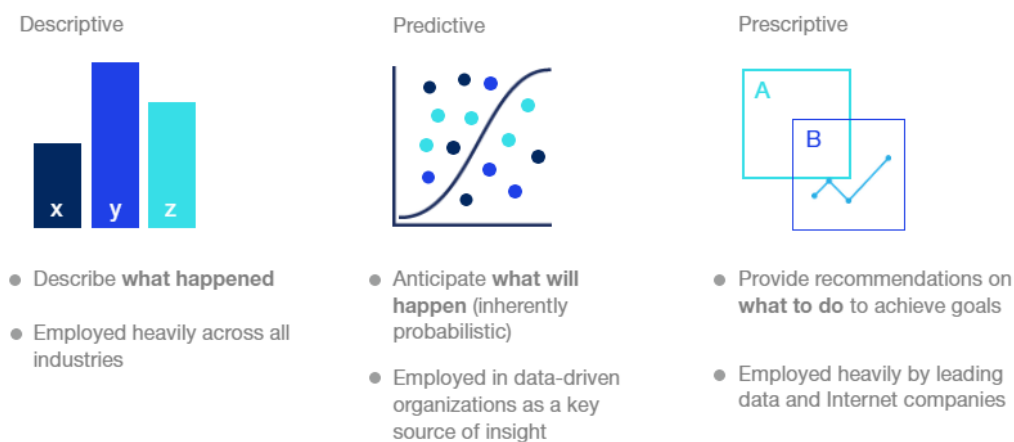 Descriptive
x
y
z
● Describe what happened
● Employed heavily across all
industries
Predictive
● Anticipate what will
happen (inherently
probabilistic)
● Employed in data-driven
organizations as a key
source of insight
Prescriptive
A
B
● Provide recommendations on
what to do to achieve goals
● Employed heavily by leading
data and Internet companies